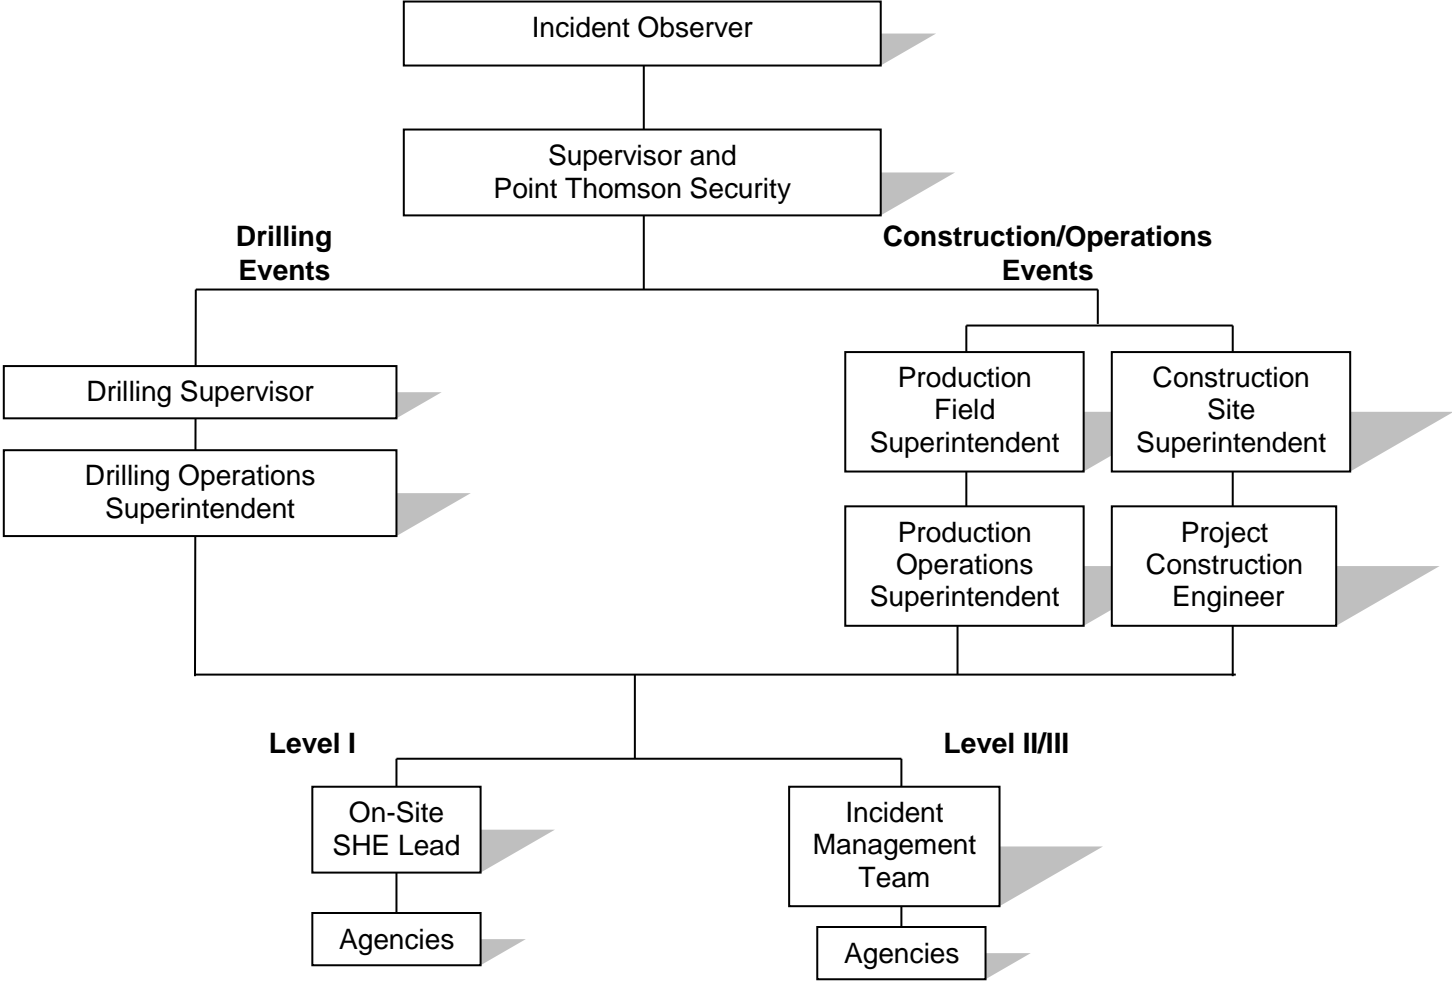 Incident Observer
Supervisor and
Point Thomson Security
Drilling
Events
Construction/Operations
Events
Drilling Supervisor
Drilling Operations
Superintendent
Production
Field
Superintendent
Construction
Site
Superintendent
Production
Operations
Superintendent
Project
Construction
Engineer
Level I
Level II/III
On-Site
SHE Lead
Agencies
Incident
Management
Team
Agencies